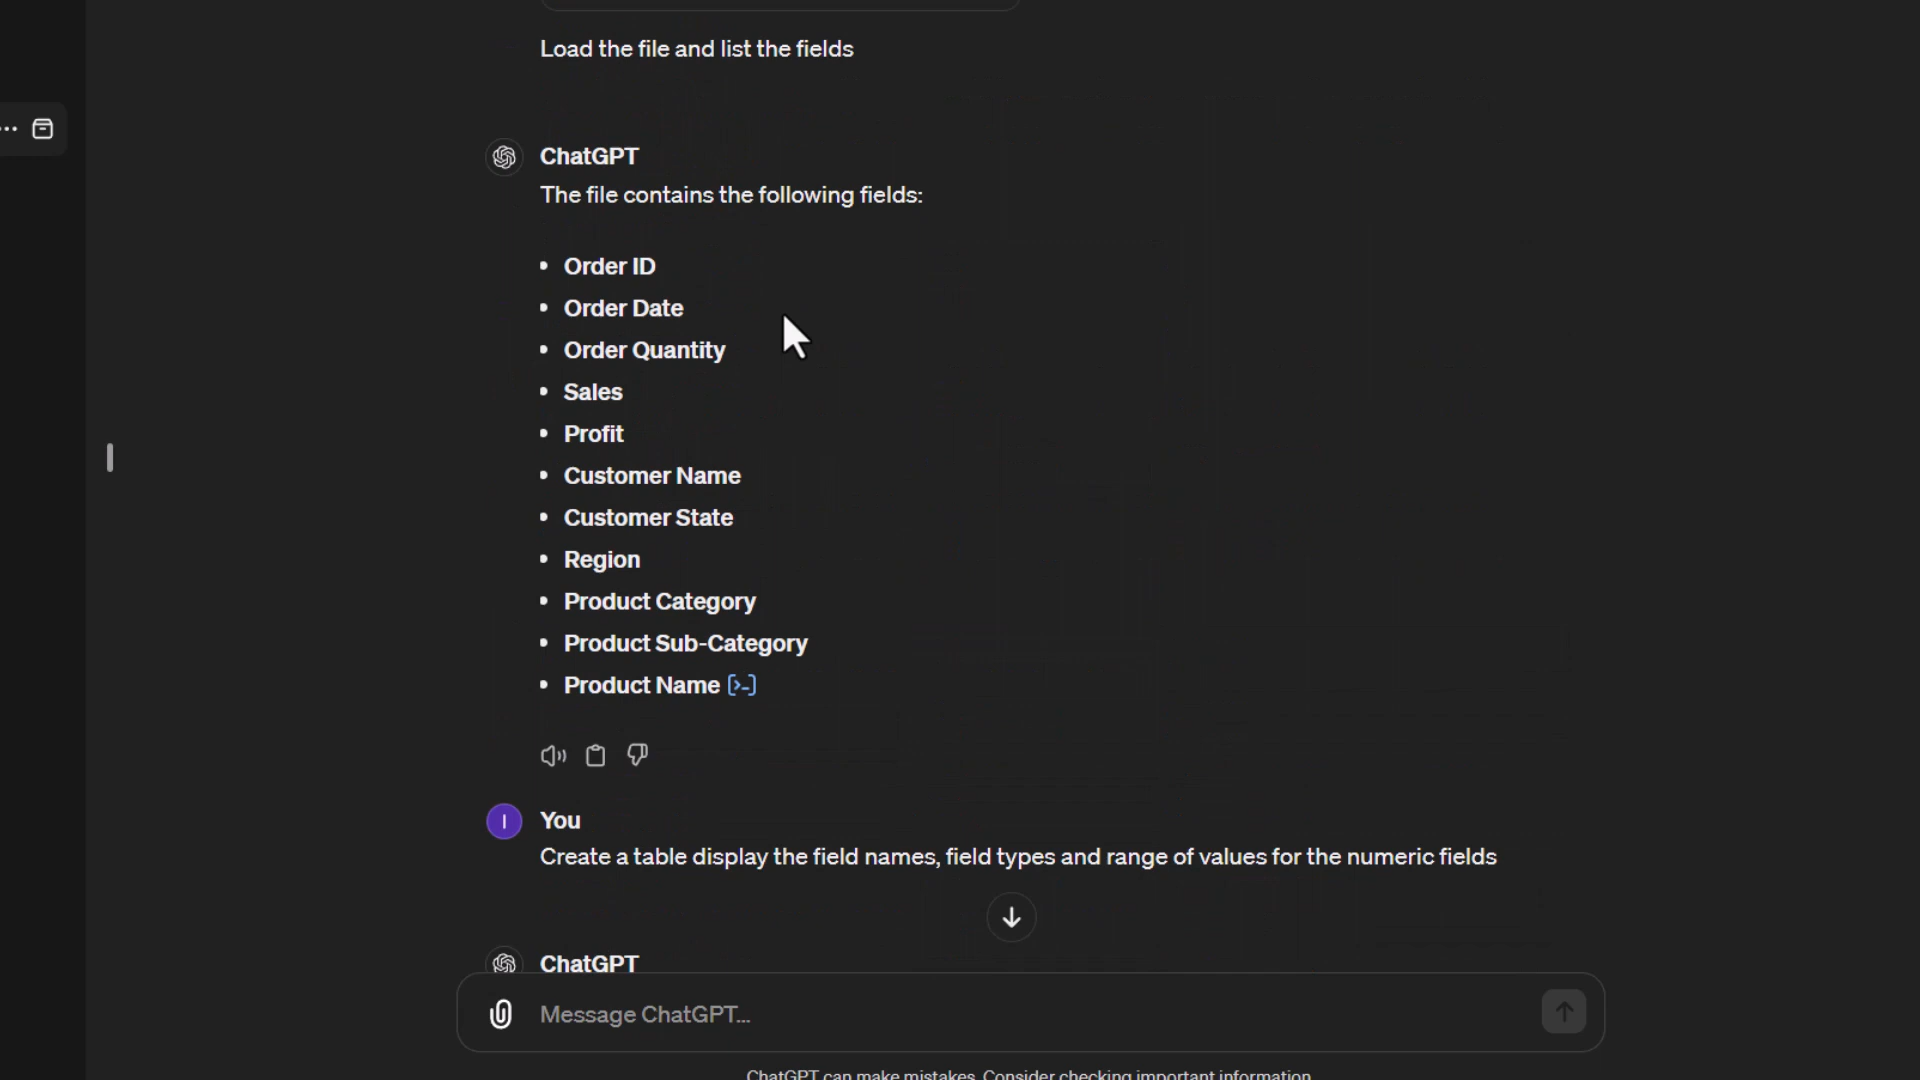 Load the file and list the fields
ChatGPT
The file contains the following fields:
• Order ID
• Order Date
• Order Quantity
• Sales
• Profit
• Customer Name
• Customer State
• Region
• Product Category
• Product Sub-Category
• Product Name [>_]
I
You
Create a table display the field names, field types and range of values for the numeric fields
ChatGPT
Message ChatGPT...
ChatGPT can make mistakes. Consider checking important information.